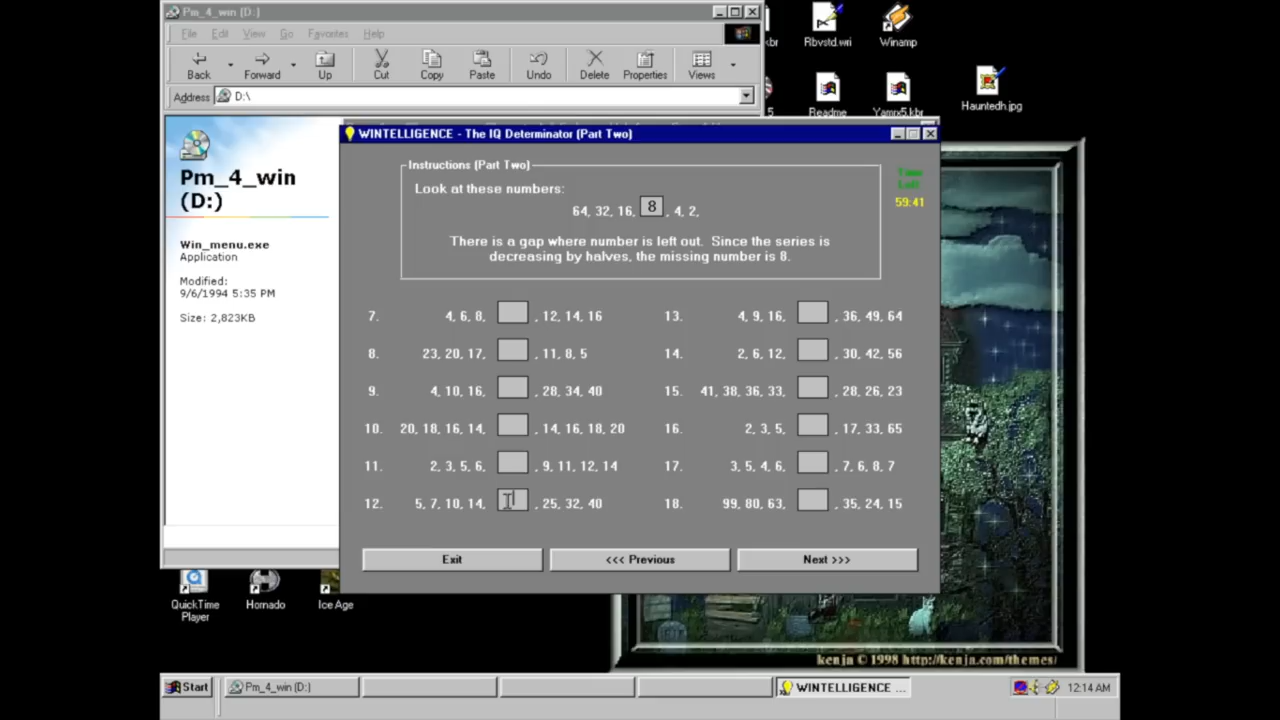 Pm_4_win (D:)
File Edit View Go Favorites Help
Back Forward Up Cut Copy Paste Undo Delete Properties Views
Address D:\
Pm_4_win
(D:)
Win_menu.exe
Application
Modified:
9/6/1994 5:35 PM
Size: 2,823KB
kbr
Rbvstd.wri
Winamp
Readme
Hauntedh.jpg
WINTELLIGENCE - The IQ Determinator (Part Two)
Instructions (Part Two)
Look at these numbers:
64, 32, 16, 8 , 4, 2,
There is a gap where number is left out. Since the series is
decreasing by halves, the missing number is 8.
Time
Left
59:41
7. 4, 6, 8, , 12, 14, 16
8. 23, 20, 17, , 11, 8, 5
9. 4, 10, 16, , 28, 34, 40
10. 20, 18, 16, 14, , 14, 16, 18, 20
11. 2, 3, 5, 6, , 9, 11, 12, 14
12. 5, 7, 10, 14, , 25, 32, 40
13. 4, 9, 16, , 36, 49, 64
14. 2, 6, 12, , 30, 42, 56
15. 41, 38, 36, 33, , 28, 26, 23
16. 2, 3, 5, , 17, 33, 65
17. 3, 5, 4, 6, , 7, 6, 8, 7
18. 99, 80, 63, , 35, 24, 15
Exit <<< Previous Next >>>
QuickTime
Player
Hornado
Ice Age
kenja © 1998 http://kenja.com/themes/
Start Pm_4_win (D:) WINTELLIGENCE ... 12:14 AM